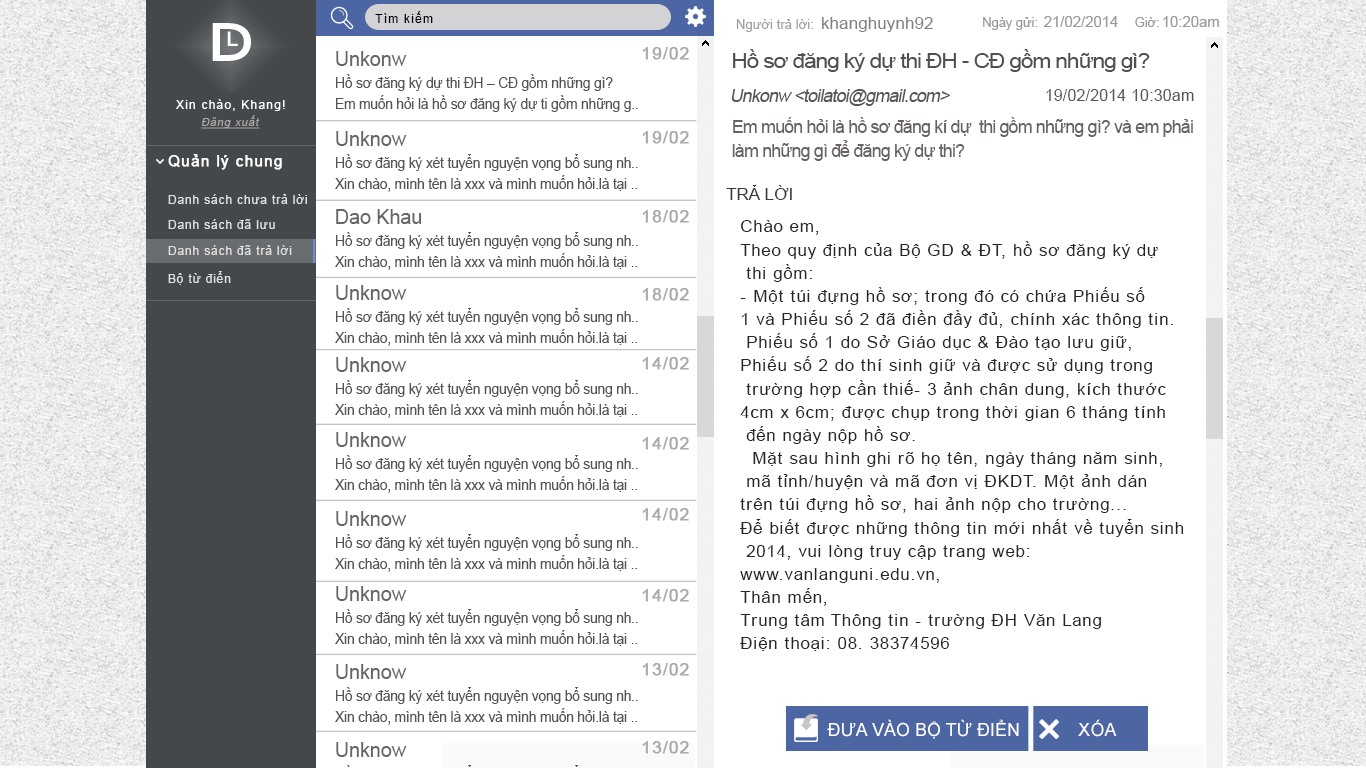 DL
Xin chào, Khang!
Đăng xuất
Quản lý chung
Danh sách chưa trả lời
Danh sách đã lưu
Danh sách đã trả lời
Bộ từ điển
Tìm kiếm
Unkonw 19/02
Hồ sơ đăng ký dự thi ĐH – CĐ gồm những gì?
Em muốn hỏi là hồ sơ đăng ký dự ti gồm những g..
Unknow 19/02
Hồ sơ đăng ký xét tuyển nguyện vọng bổ sung nh..
Xin chào, mình tên là xxx và mình muốn hỏi.là tại ..
Dao Khau 18/02
Hồ sơ đăng ký xét tuyển nguyện vọng bổ sung nh..
Xin chào, mình tên là xxx và mình muốn hỏi.là tại ..
Unknow 18/02
Hồ sơ đăng ký xét tuyển nguyện vọng bổ sung nh..
Xin chào, mình tên là xxx và mình muốn hỏi.là tại ..
Unknow 14/02
Hồ sơ đăng ký xét tuyển nguyện vọng bổ sung nh..
Xin chào, mình tên là xxx và mình muốn hỏi.là tại ..
Unknow 14/02
Hồ sơ đăng ký xét tuyển nguyện vọng bổ sung nh..
Xin chào, mình tên là xxx và mình muốn hỏi.là tại ..
Unknow 14/02
Hồ sơ đăng ký xét tuyển nguyện vọng bổ sung nh..
Xin chào, mình tên là xxx và mình muốn hỏi.là tại ..
Unknow 14/02
Hồ sơ đăng ký xét tuyển nguyện vọng bổ sung nh..
Xin chào, mình tên là xxx và mình muốn hỏi.là tại ..
Unknow 13/02
Hồ sơ đăng ký xét tuyển nguyện vọng bổ sung nh..
Xin chào, mình tên là xxx và mình muốn hỏi.là tại ..
Unknow 13/02
Người trả lời: khanghuynh92 Ngày gửi: 21/02/2014 Giờ: 10:20am
Hồ sơ đăng ký dự thi ĐH - CĐ gồm những gì?
Unkonw <toilatoi@gmail.com> 19/02/2014 10:30am
Em muốn hỏi là hồ sơ đăng kí dự thi gồm những gì? và em phải
làm những gì để đăng ký dự thi?
TRẢ LỜI
Chào em,
Theo quy định của Bộ GD & ĐT, hồ sơ đăng ký dự
thi gồm:
- Một túi đựng hồ sơ; trong đó có chứa Phiếu số
1 và Phiếu số 2 đã điền đầy đủ, chính xác thông tin.
Phiếu số 1 do Sở Giáo dục & Đào tạo lưu giữ,
Phiếu số 2 do thí sinh giữ và được sử dụng trong
trường hợp cần thiế- 3 ảnh chân dung, kích thước
4cm x 6cm; được chụp trong thời gian 6 tháng tính
đến ngày nộp hồ sơ.
Mặt sau hình ghi rõ họ tên, ngày tháng năm sinh,
mã tỉnh/huyện và mã đơn vị ĐKDT. Một ảnh dán
trên túi đựng hồ sơ, hai ảnh nộp cho trường...
Để biết được những thông tin mới nhất về tuyển sinh
2014, vui lòng truy cập trang web:
www.vanlanguni.edu.vn,
Thân mến,
Trung tâm Thông tin - trường ĐH Văn Lang
Điện thoại: 08. 38374596
ĐƯA VÀO BỘ TỪ ĐIỂN XÓA